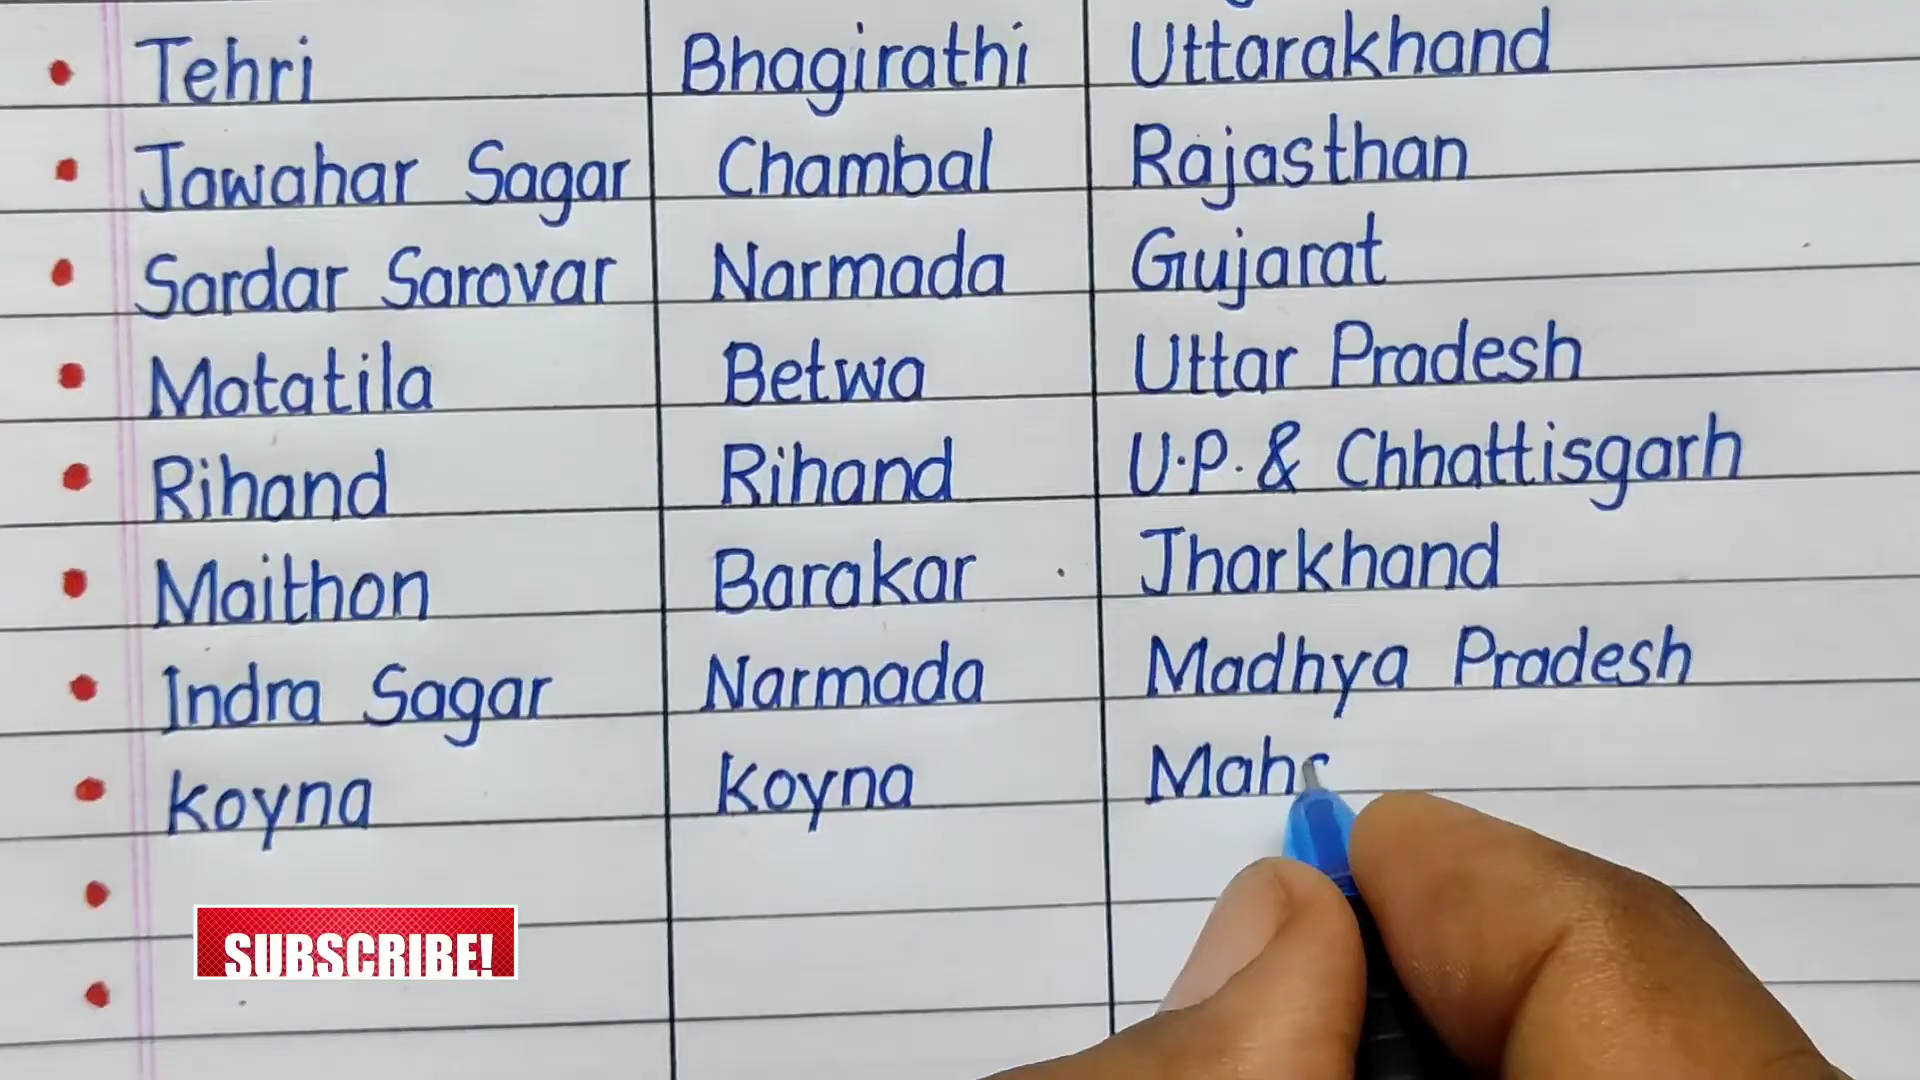 Tehri Bhagirathi Uttarakhand
Jawahar Sagar Chambal Rajasthan
Sardar Sarovar Narmada Gujarat
Matatila Betwa Uttar Pradesh
Rihand Rihand U.P. & Chhattisgarh
Maithon Barakar Jharkhand
Indra Sagar Narmada Madhya Pradesh
Koyna Koyna Mah
SUBSCRIBE!